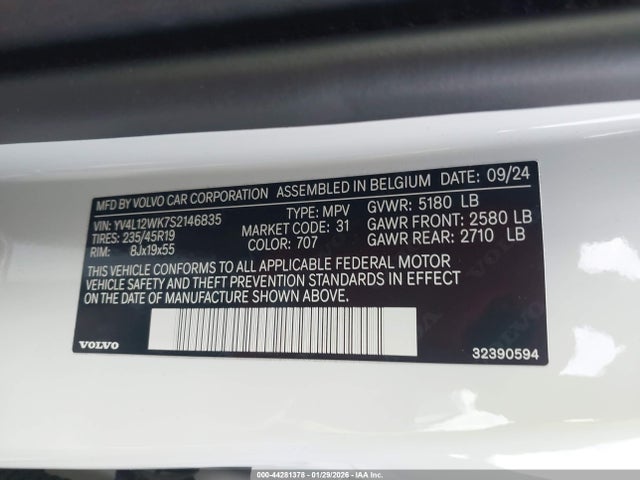 MFD BY VOLVO CAR CORPORATION ASSEMBLED IN BELGIUM DATE: 09/24
VIN: YV4L12WK7S2146835 TYPE: MPV GVWR: 5180 LB
TIRES: 235/45R19 MARKET CODE: 31 GAWR FRONT: 2580 LB
RIM: 8Jx19x55 COLOR: 707 GAWR REAR: 2710 LB
THIS VEHICLE CONFORMS TO ALL APPLICABLE FEDERAL MOTOR
VEHICLE SAFETY AND THEFT PREVENTION STANDARDS IN EFFECT
ON THE DATE OF MANUFACTURE SHOWN ABOVE.
VOLVO 32390594
000-44281378 - 01/29/2026 - IAA Inc.